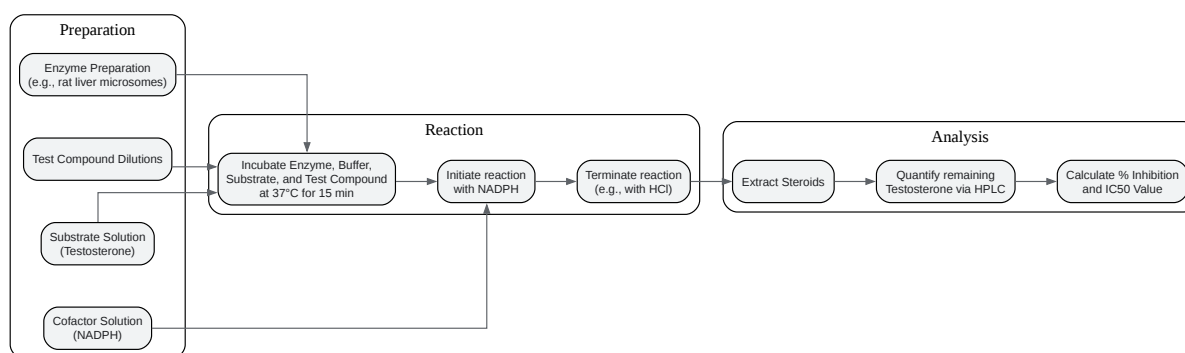 Preparation
Enzyme Preparation
(e.g., rat liver microsomes)
Test Compound Dilutions
Substrate Solution
(Testosterone)
Cofactor Solution
(NADPH)
Reaction
Incubate Enzyme, Buffer,
Substrate, and Test Compound
at 37°C for 15 min
Initiate reaction
with NADPH
Terminate reaction
(e.g., with HCl)
Analysis
Extract Steroids
Quantify remaining
Testosterone via HPLC
Calculate % Inhibition
and IC50 Value